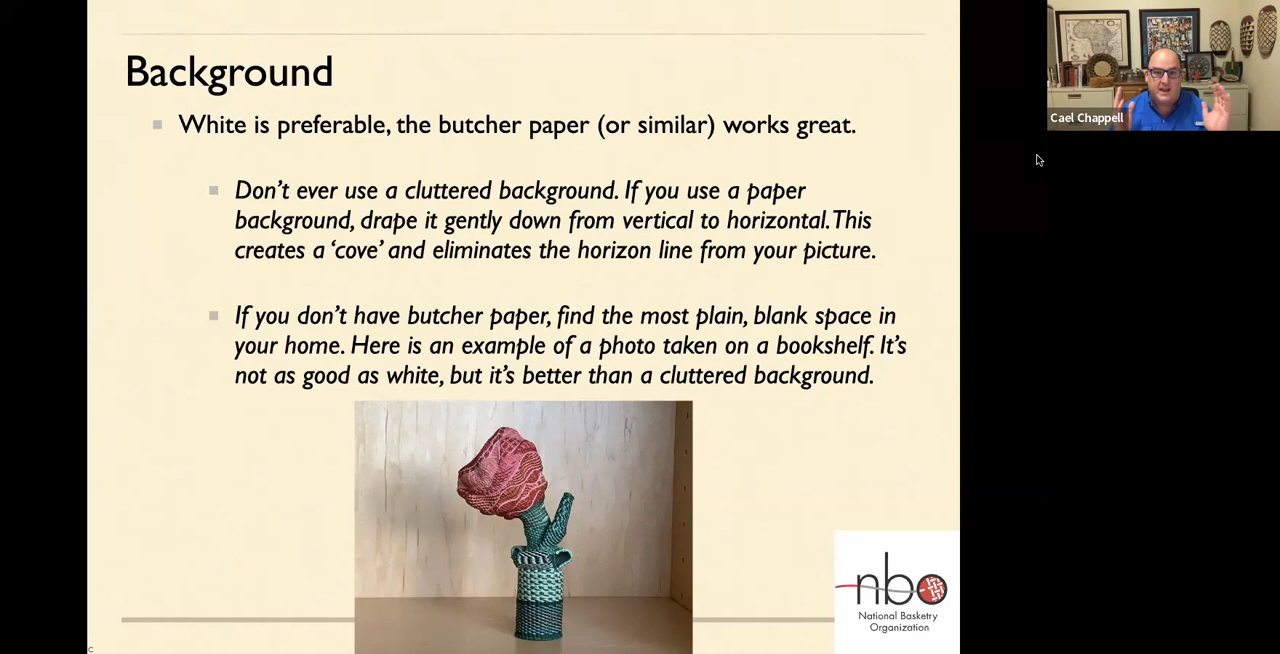 Background
White is preferable, the butcher paper (or similar) works great.
Don’t ever use a cluttered background. If you use a paper
background, drape it gently down from vertical to horizontal. This
creates a ‘cove’ and eliminates the horizon line from your picture.
If you don’t have butcher paper, find the most plain, blank space in
your home. Here is an example of a photo taken on a bookshelf. It’s
not as good as white, but it’s better than a cluttered background.
nbo
National Basketry
Organization
Cael Chappell
c